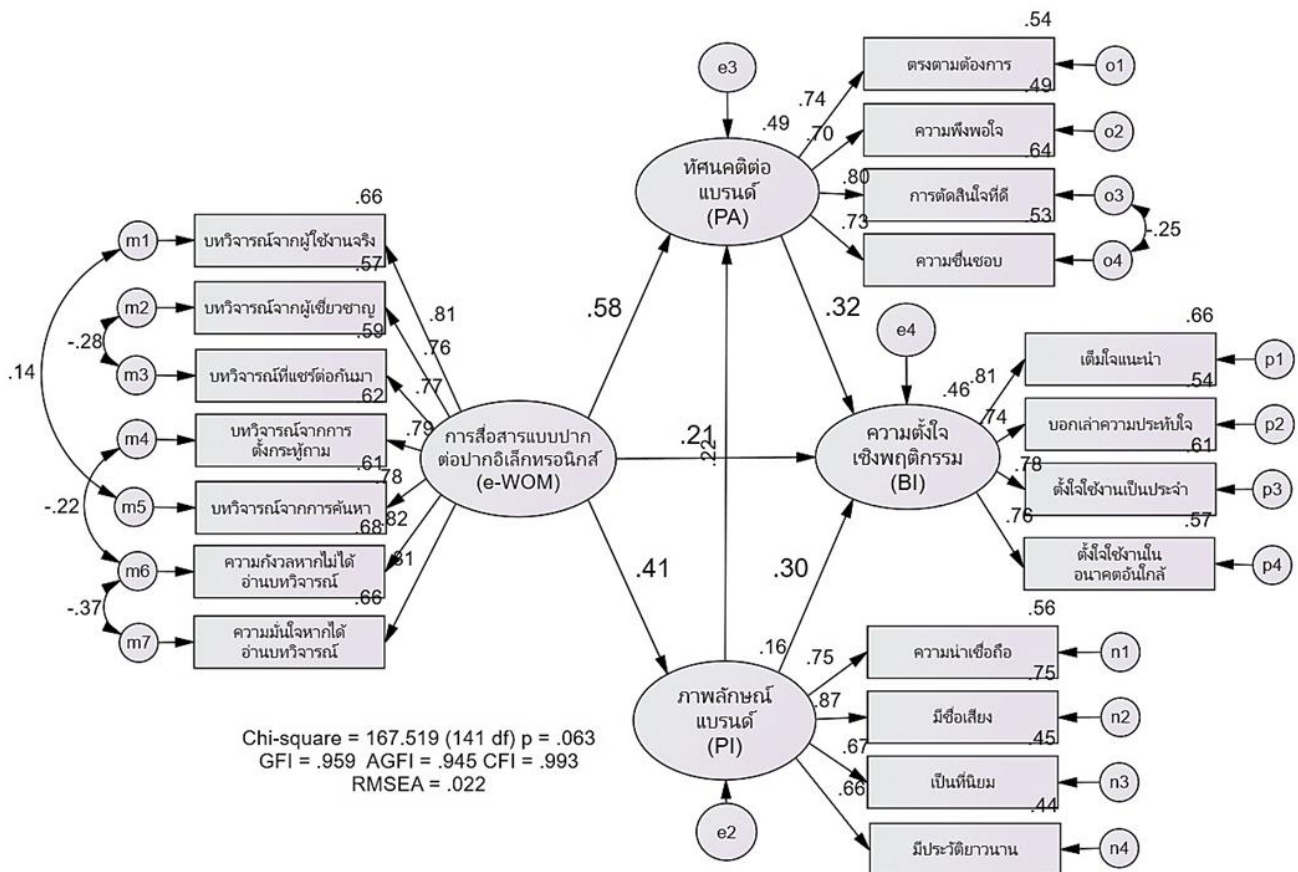 .54
e3
ตรงตามต้องการ
o1
.49
.74
.49
.70
ความพึงพอใจ
o2
.64
ทัศนคติต่อ
แบรนด์
(PA)
.80
การตัดสินใจที่ดี
o3
.53
.73
-.25
ความชื่นชอบ
o4
.66
m1
บทวิจารณ์จากผู้ใช้งานจริง
.57
m2
บทวิจารณ์จากผู้เชี่ยวชาญ
.59
-.28
.14
m3
บทวิจารณ์ที่แชร์ต่อกันมา
.62
m4
บทวิจารณ์จากการ
ตั้งกระทู้ถาม
.61
-.22
m5
บทวิจารณ์จากการค้นหา
.68
m6
ความกังวลหากไม่ได้
อ่านบทวิจารณ์
.66
-.37
m7
ความมั่นใจหากได้
อ่านบทวิจารณ์
.81
.76
.77
.79
.78
.82
.81
การสื่อสารแบบปาก
ต่อปากอิเล็กทรอนิกส์
(e-WOM)
.58
.21
.22
.41
.32
.30
e4
.66
เต็มใจแนะนำ
p1
.54
.46
.81
.74
บอกเล่าความประทับใจ
p2
.61
ความตั้งใจ
เชิงพฤติกรรม
(BI)
.78
ตั้งใจใช้งานเป็นประจำ
p3
.57
.76
ตั้งใจใช้งานใน
อนาคตอันใกล้
p4
.56
.16
.75
ความน่าเชื่อถือ
n1
.75
ภาพลักษณ์
แบรนด์
(PI)
.87
มีชื่อเสียง
n2
.45
.67
เป็นที่นิยม
n3
.44
.66
มีประวัติยาวนาน
n4
e2
Chi-square = 167.519 (141 df) p = .063
GFI = .959 AGFI = .945 CFI = .993
RMSEA = .022